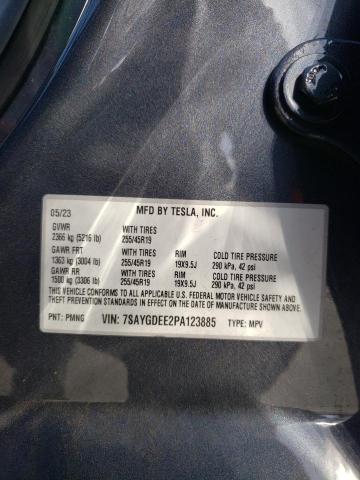 05/23 MFD BY TESLA, INC.
GVWR WITH TIRES
2366 kg (5216 lb) 255/45R19
GAWR FRT WITH TIRES RIM COLD TIRE PRESSURE
1363 kg (3004 lb) 255/45R19 19X9.5J 290 kPa, 42 psi
GAWR RR WITH TIRES RIM COLD TIRE PRESSURE
1500 kg (3306 lb) 255/45R19 19X9.5J 290 kPa, 42 psi
THIS VEHICLE CONFORMS TO ALL APPLICABLE U.S. FEDERAL MOTOR VEHICLE SAFETY AND
THEFT PREVENTION STANDARDS IN EFFECT ON THE DATE OF MANUFACTURE SHOWN ABOVE.
PNT: PMNG VIN: 7SAYGDEE2PA123885 TYPE: MPV